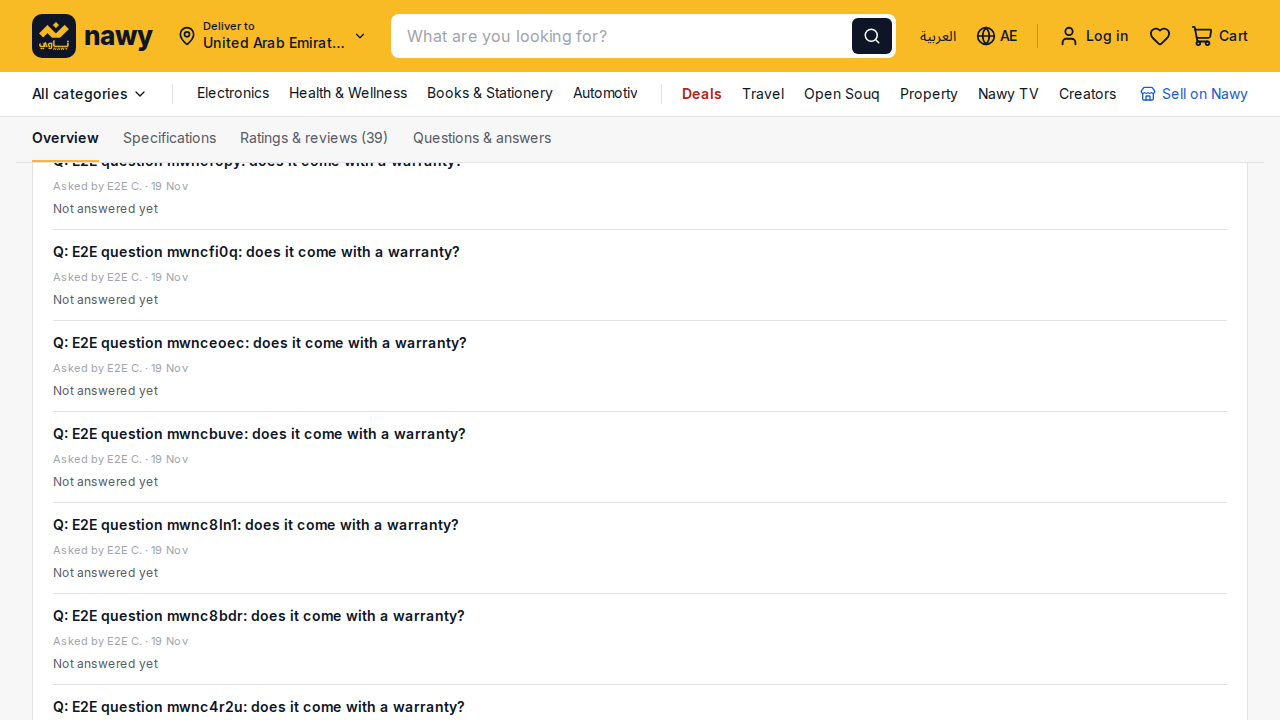 ناوي
NAWY
nawy
Deliver to
United Arab Emirat...
What are you looking for?
العربية
AE
Log in
Cart
All categories
Electronics
Health & Wellness
Books & Stationery
Automotiv
Deals
Travel
Open Souq
Property
Nawy TV
Creators
Sell on Nawy
Overview
Specifications
Ratings & reviews (39)
Questions & answers
does it come with a warranty?
Asked by E2E C. · 19 Nov
Not answered yet
Q: E2E question mwncfi0q: does it come with a warranty?
Asked by E2E C. · 19 Nov
Not answered yet
Q: E2E question mwnceoec: does it come with a warranty?
Asked by E2E C. · 19 Nov
Not answered yet
Q: E2E question mwncbuve: does it come with a warranty?
Asked by E2E C. · 19 Nov
Not answered yet
Q: E2E question mwnc8ln1: does it come with a warranty?
Asked by E2E C. · 19 Nov
Not answered yet
Q: E2E question mwnc8bdr: does it come with a warranty?
Asked by E2E C. · 19 Nov
Not answered yet
Q: E2E question mwnc4r2u: does it come with a warranty?